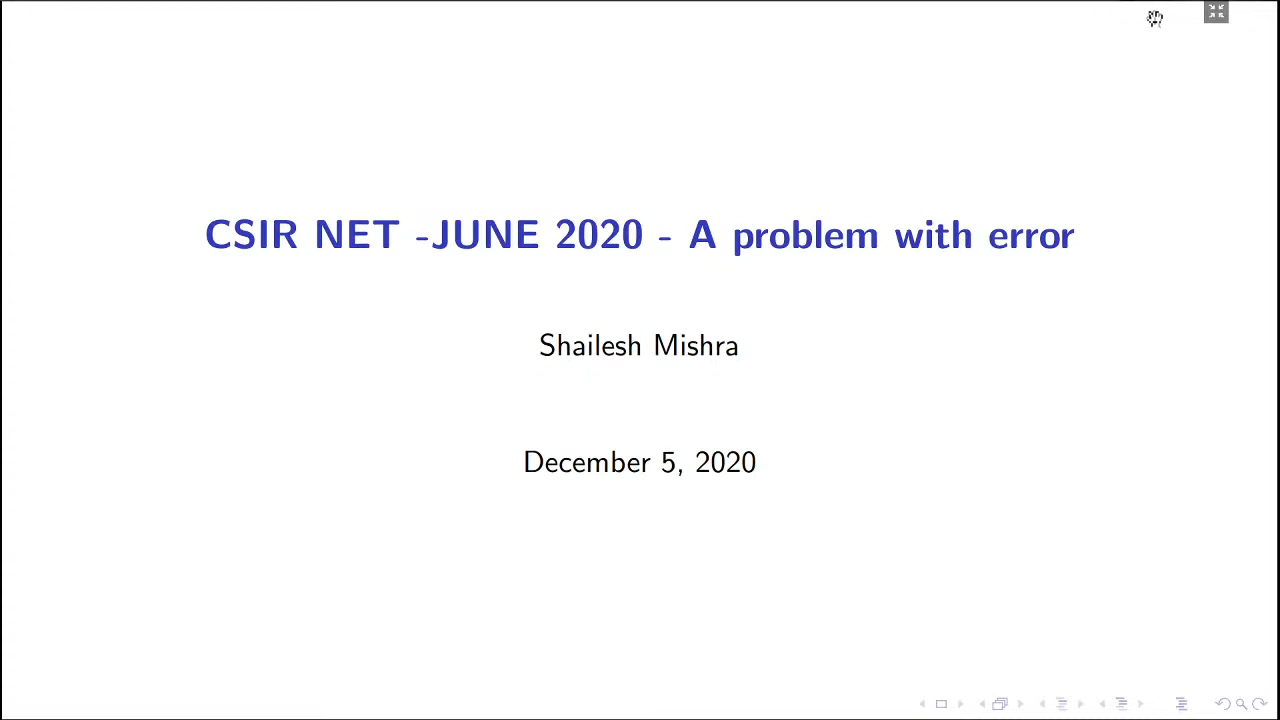 CSIR NET -JUNE 2020 - A problem with error
Shailesh Mishra
December 5, 2020